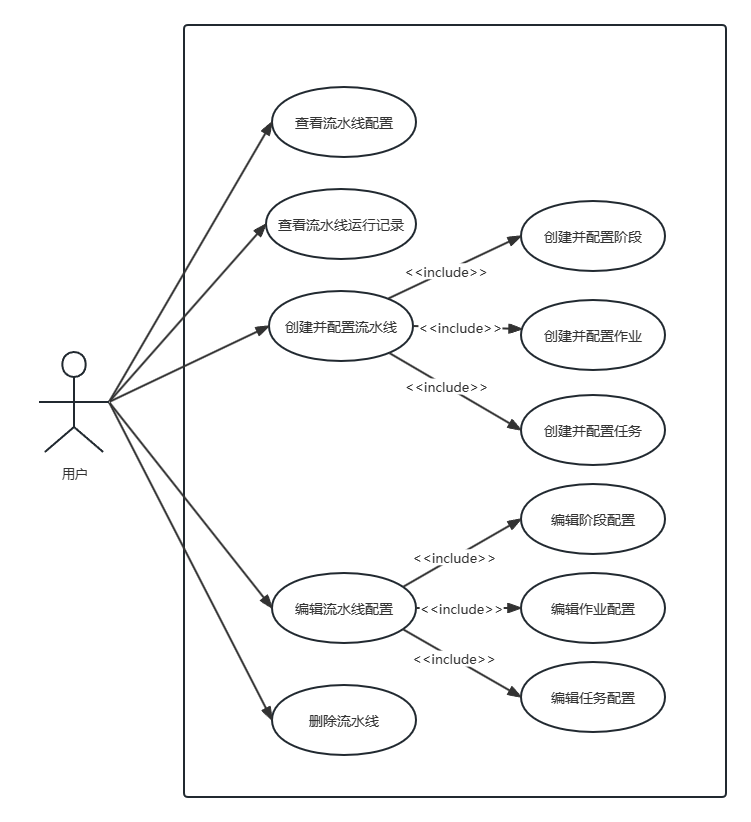 查看流水线配置
查看流水线运行记录
创建并配置流水线
<<include>>
创建并配置阶段
<<include>>
创建并配置作业
<<include>>
创建并配置任务
用户
编辑流水线配置
<<include>>
编辑阶段配置
<<include>>
编辑作业配置
<<include>>
编辑任务配置
删除流水线